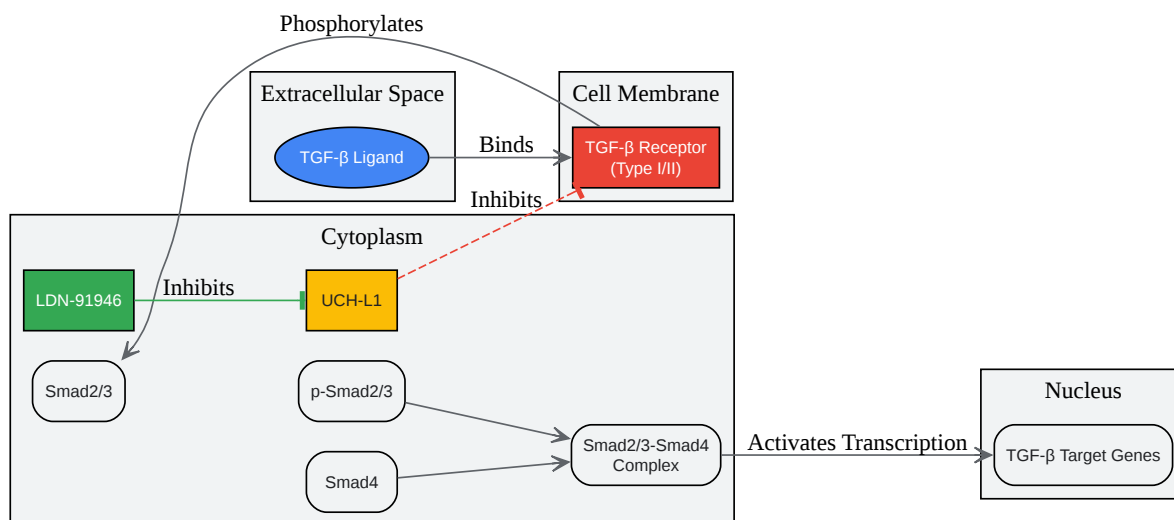 Phosphorylates
Extracellular Space
Cell Membrane
TGF-β Ligand
Binds
TGF-β Receptor
(Type I/II)
Inhibits
Cytoplasm
LDN-91946
Inhibits
UCH-L1
Smad2/3
p-Smad2/3
Smad4
Smad2/3-Smad4
Complex
Activates Transcription
Nucleus
TGF-β Target Genes